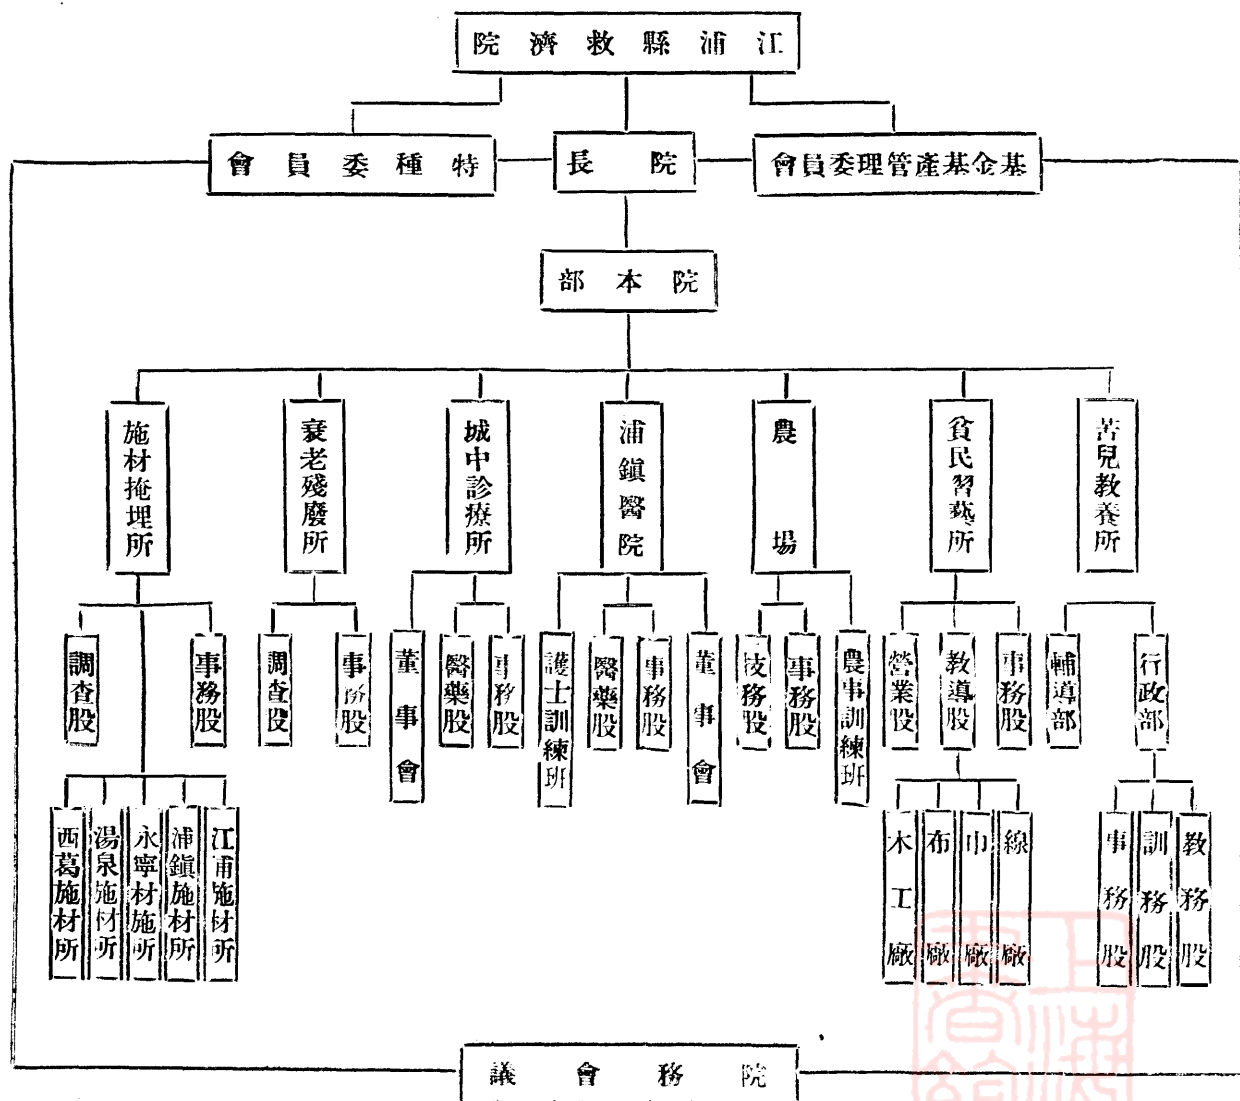 江浦縣救濟院
基金基產管理委員會
院長
特種委員會
院本部
苦兒教養所
貧民習藝所
農場
浦鎮醫院
城中診療所
衰老殘廢所
施材掩埋所
行政部
輔導部
事務股
教導股
營業股
農事訓練班
事務股
技務股
董事會
事務股
醫藥股
護士訓練班
事務股
醫藥股
董事會
事務股
調查股
事務股
調查股
教務股
訓務股
事務股
線廠
巾廠
布廠
木工廠
江浦施材所
浦鎮施材所
永寧材施所
湯泉施材所
西葛施材所
院務會議
上海書館